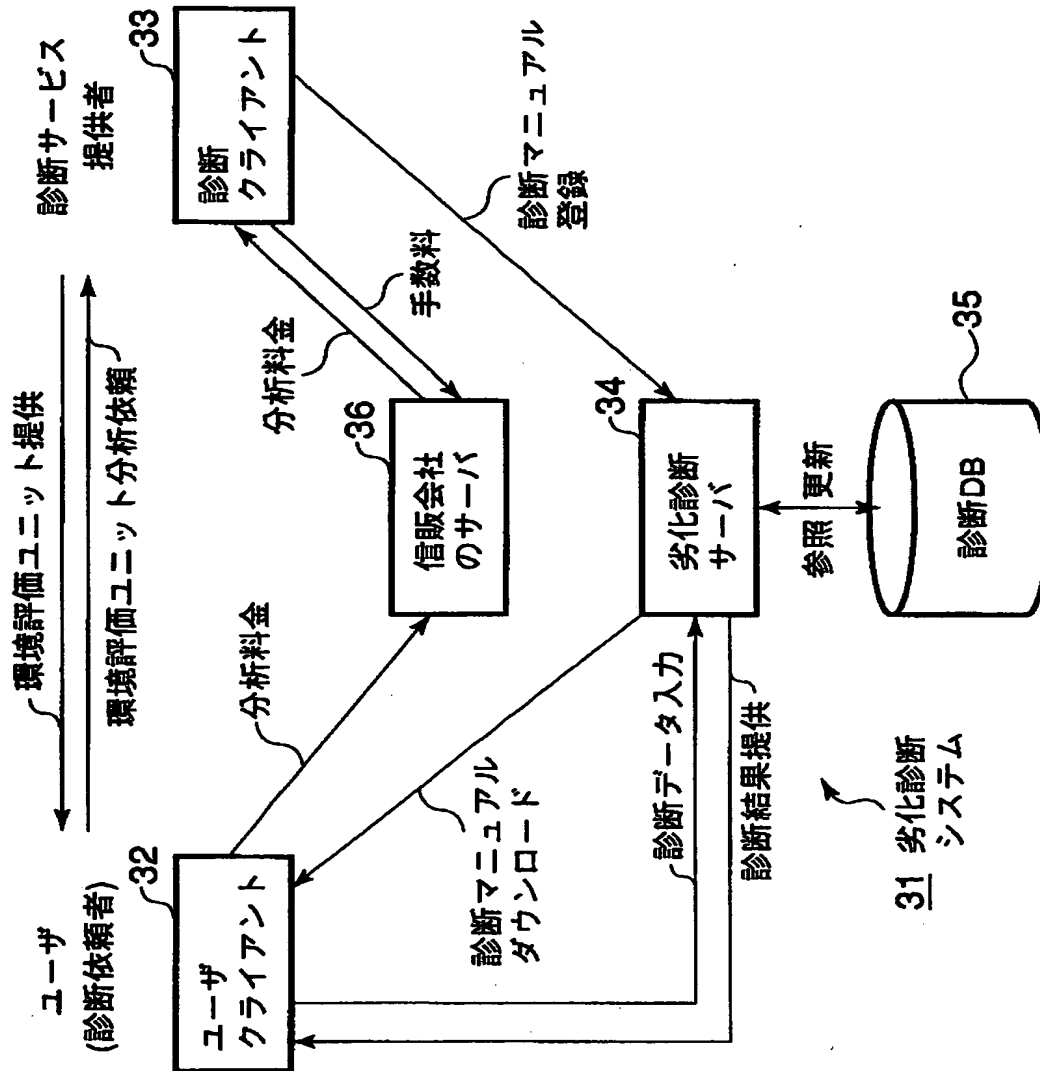 ユーザ
(診断依頼者)
環境評価ユニット提供
環境評価ユニット分析依頼
診断サービス
提供者
32
ユーザ
クライアント
33
診断
クライアント
分析料金
分析料金
手数料
36
信販会社
のサーバ
診断マニュアル
ダウンロード
診断マニュアル
登録
34
劣化診断
サーバ
診断データ入力
診断結果提供
参照 更新
35
診断DB
31 劣化診断
システム